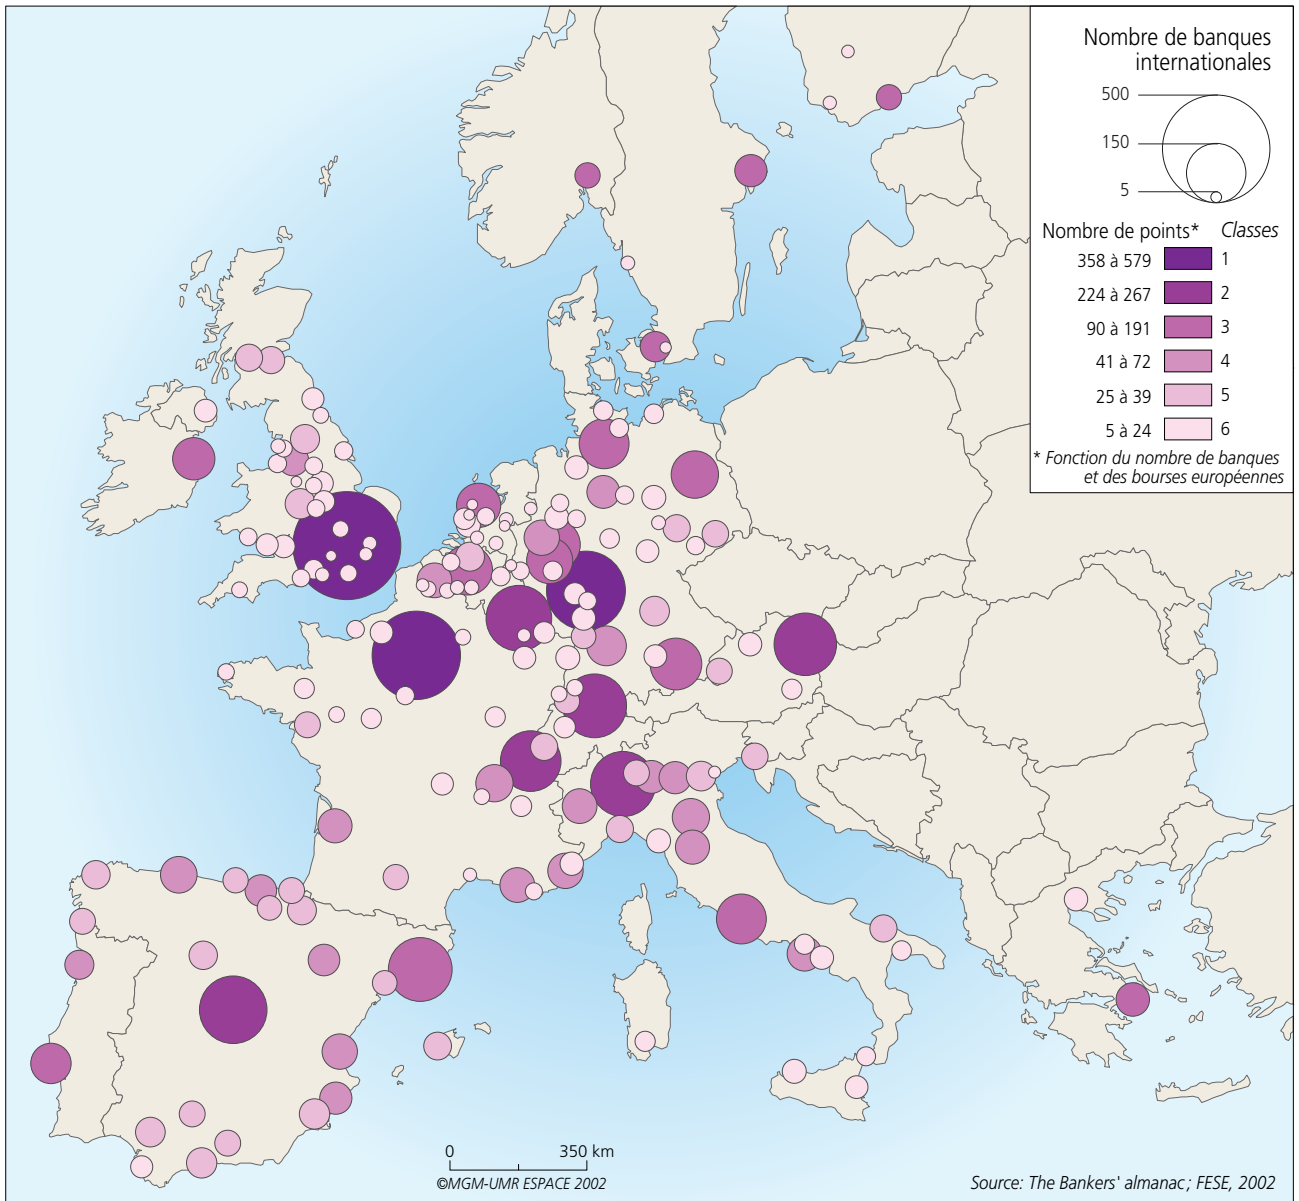 Nombre de banques
internationales
500
150
5
Nombre de points* Classes
358 à 579 1
224 à 267 2
90 à 191 3
41 à 72 4
25 à 39 5
5 à 24 6
* Fonction du nombre de banques
et des bourses européennes
0 350 km
©MGM-UMR ESPACE 2002
Source: The Bankers' almanac; FESE, 2002